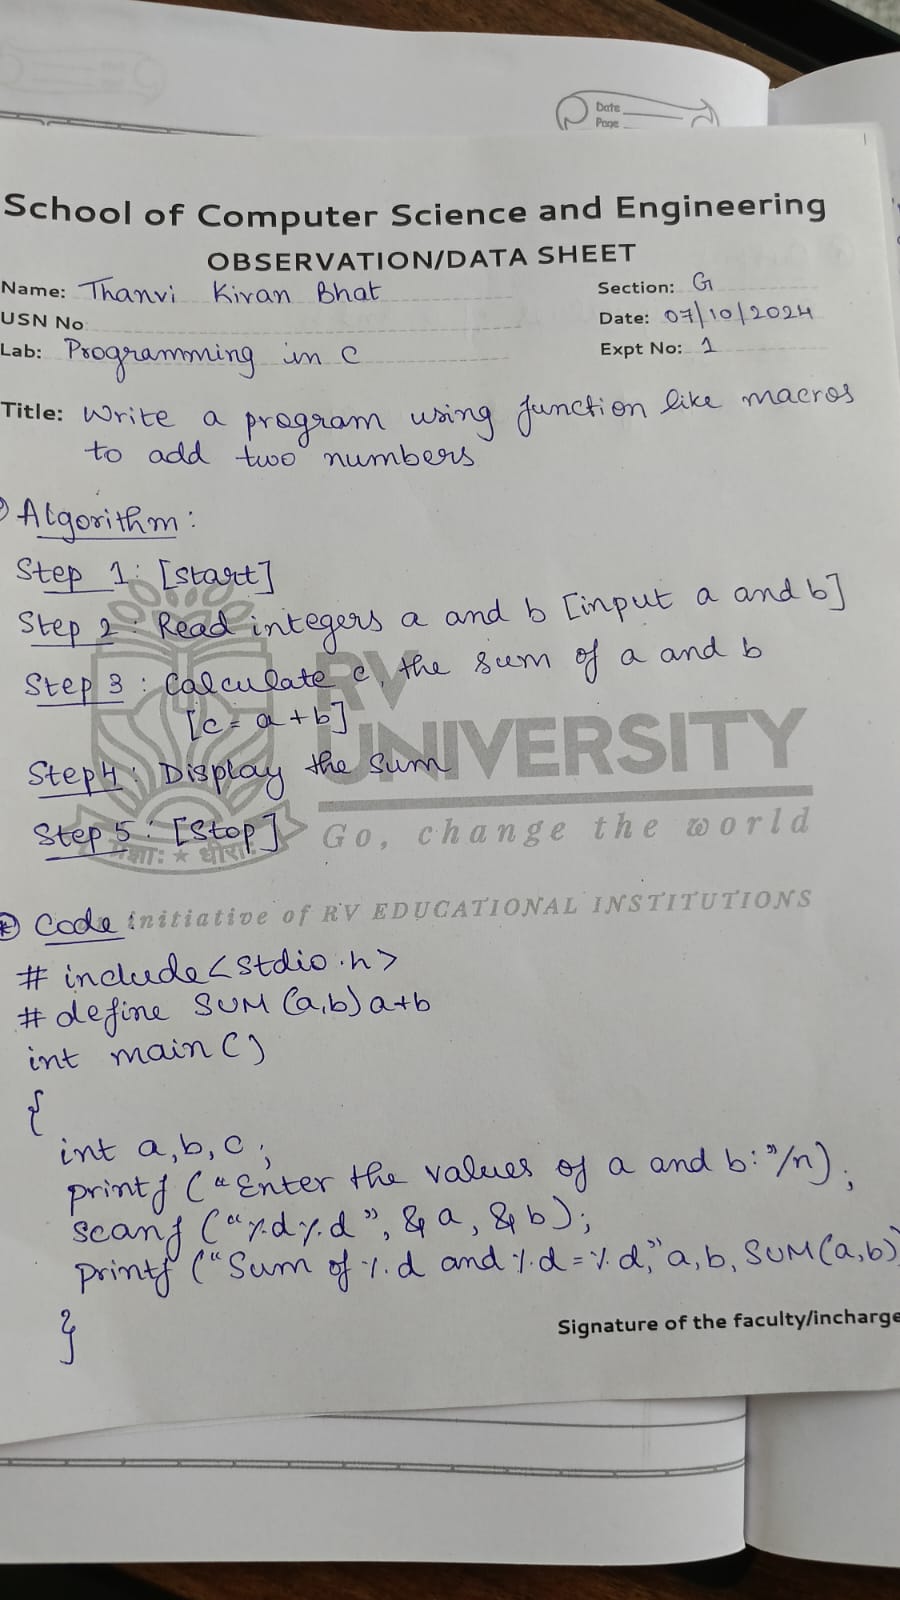 Date
Page
School of Computer Science and Engineering
OBSERVATION/DATA SHEET
Name: Thanvi Kiran Bhat
Section: G
USN No:
Date: 07/10/2024
Lab: Programming in C
Expt No: 1
Title: Write a program using function like macros
to add two numbers
Algorithm:
Step 1: [start]
Step 2: Read integers a and b [input a and b]
Step 3: Calculate c, the sum of a and b
[c = a+b]
Step 4: Display the sum
Step 5: [Stop]
RV
UNIVERSITY
Go, change the world
धीराः
initiative of RV EDUCATIONAL INSTITUTIONS
Code
# include<stdio.h>
# define SUM (a,b) a+b
int main()
{
int a,b,c;
printf ("Enter the values of a and b:"/n);
scanf ("%d%d", &a, &b);
printf ("Sum of %d and %d=%d," a, b, SUM(a,b)
}
Signature of the faculty/incharge